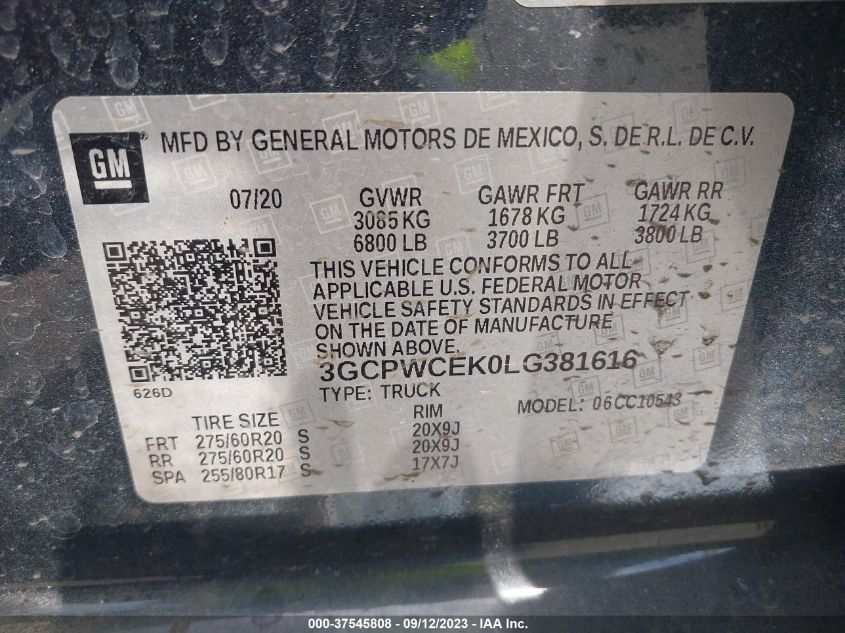 GM
MFD BY GENERAL MOTORS DE MEXICO, S. DE R.L. DE C.V.
07/20 GVWR GAWR FRT GAWR RR
3085 KG 1678 KG 1724 KG
6800 LB 3700 LB 3800 LB
THIS VEHICLE CONFORMS TO ALL
APPLICABLE U.S. FEDERAL MOTOR
VEHICLE SAFETY STANDARDS IN EFFECT
ON THE DATE OF MANUFACTURE
SHOWN ABOVE.
3GCPWCEK0LG381616
626D
TYPE: TRUCK MODEL: 06CC10543
TIRE SIZE RIM
FRT 275/60R20 S 20X9J
RR 275/60R20 S 20X9J
SPA 255/80R17 S 17X7J
000-37545808 - 09/12/2023 - IAA Inc.